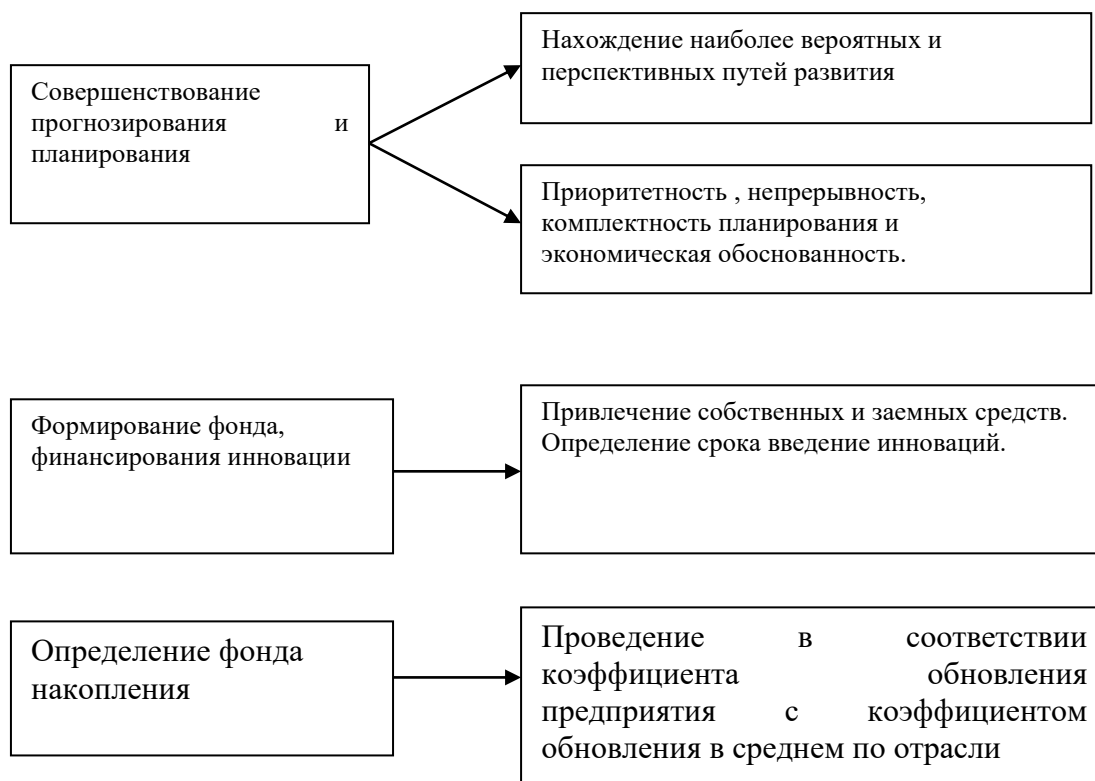 Совершенствование
прогнозирования и
планирования
Нахождение наиболее вероятных и
перспективных путей развития
Приоритетность , непрерывность,
комплектность планирования и
экономическая обоснованность.
Формирование фонда,
финансирования инновации
Привлечение собственных и заемных средств.
Определение срока введение инноваций.
Определение фонда
накопления
Проведение в соответствии
коэффициента обновления
предприятия с коэффициентом
обновления в среднем по отрасли